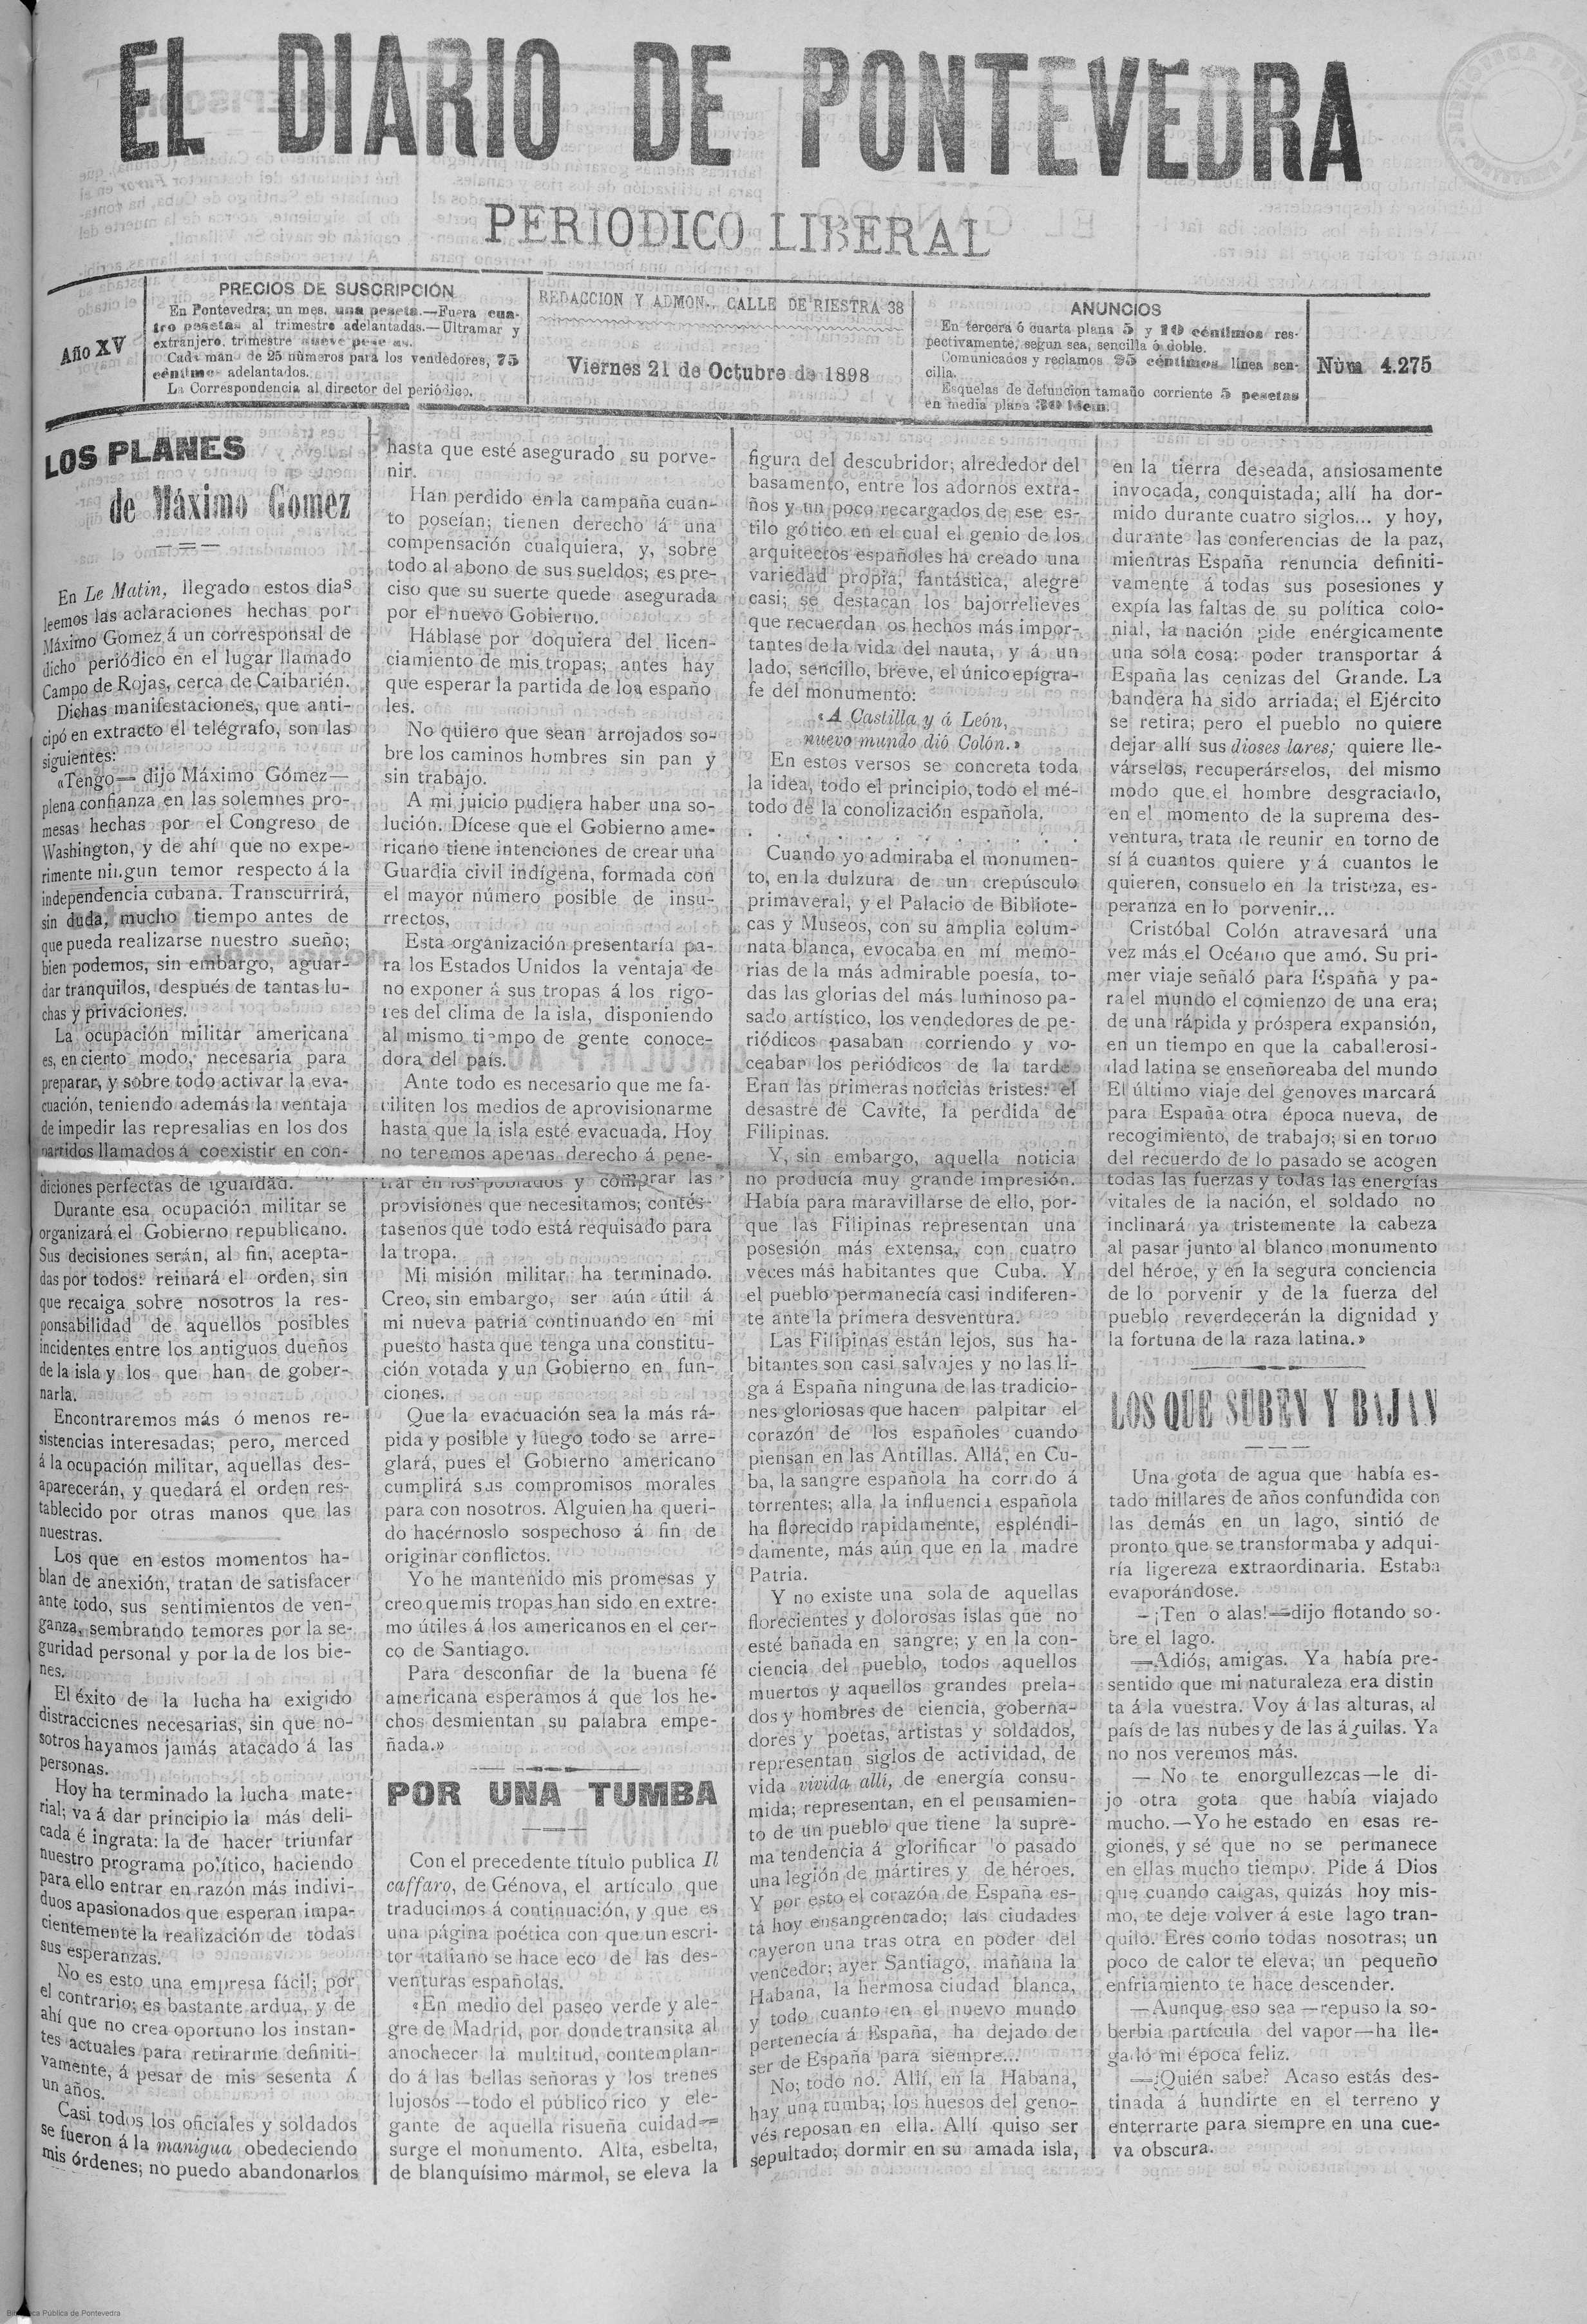 EL DIARIO DE PONTEVEDRA
PERIODICO LIBERAL
Año XV
PRECIOS DE SUSCRIPCIÓN
En Pontevedra; un mes, una peseta.—Fuera cua-
tro pesetas al trimestre adelantadas.—Ultramar y
extranjero, trimestre nueve pese as.
Cada man de 25 números para los vendedores, 75
céntimo adelantados.
La Correspondencia al director del periódico.
REDACCION Y ADMON., CALLE DE RIESTRA 38
Viernes 21 de Octubre de 1898
ANUNCIOS
En tercera ó cuarta plana 5 y 10 céntimos res-
pectivamente, segun sea, sencilla ó doble.
Comunicados y reclamos 25 céntimos línea sen-
cilla.
Esquelas de defuncion tamaño corriente 5 pesetas
en media plana 30 idem.
Núm 4.275
LOS PLANES
de Máximo Gomez
En Le Matin, llegado estos dias
leemos las aclaraciones hechas por
Máximo Gomez á un corresponsal de
dicho periódico en el lugar llamado
Campo de Rojas, cerca de Caibarién.
Dichas manifestaciones, que anti-
cipó en extracto el telégrafo, son las
siguientes:
«Tengo— dijo Máximo Gómez—
plena confianza en las solemnes pro-
mesas hechas por el Congreso de
Washington, y de ahí que no expe-
rimente ningun temor respecto á la
independencia cubana. Transcurrirá,
sin duda, mucho tiempo antes de
que pueda realizarse nuestro sueño;
bien podemos, sin embargo, aguar-
dar tranquilos, después de tantas lu-
chas y privaciones.
La ocupación militar americana
es, en cierto modo, necesaria para
preparar, y sobre todo activar la eva-
cuación, teniendo además la ventaja
de impedir las represalias en los dos
partidos llamados á coexistir en con-
diciones perfectas de igualdad.
Durante esa ocupación militar se
organizará el Gobierno republicano.
Sus decisiones serán, al fin, acepta-
das por todos: reinará el orden, sin
que recaiga sobre nosotros la res-
ponsabilidad de aquellos posibles
incidentes entre los antiguos dueños
de la isla y los que han de gober-
narla.
Encontraremos más ó menos re-
sistencias interesadas; pero, merced
á la ocupación militar, aquellas des-
aparecerán, y quedará el orden res-
tablecido por otras manos que las
nuestras.
Los que en estos momentos ha-
blan de anexión, tratan de satisfacer
ante todo, sus sentimientos de ven-
ganza, sembrando temores por la se-
guridad personal y por la de los bie-
nes.
El éxito de la lucha ha exigido
distracciones necesarias, sin que no-
sotros hayamos jamás atacado á las
personas.
Hoy ha terminado la lucha mate-
rial; va á dar principio la más deli-
cada é ingrata: la de hacer triunfar
nuestro programa político, haciendo
para ello entrar en razón más indivi-
duos apasionados que esperan impa-
cientemente la realización de todas
sus esperanzas.
No es esto una empresa fácil; por
el contrario; es bastante ardua, y de
ahí que no crea oportuno los instan-
tes actuales para retirarme definiti-
vamente, á pesar de mis sesenta y
un años.
Casi todos los oficiales y soldados
se fueron á la manigua obedeciendo
mis órdenes; no puedo abandonarlos
hasta que esté asegurado su porve-
nir.
Han perdido en la campaña cuan-
to poseían; tienen derecho á una
compensación cualquiera, y, sobre
todo al abono de sus sueldos; es pre-
ciso que su suerte quede asegurada
por el nuevo Gobierno.
Háblase por doquiera del licen-
ciamiento de mis tropas; antes hay
que esperar la partida de los españo
les.
No quiero que sean arrojados so-
bre los caminos hombres sin pan y
sin trabajo.
A mi juicio pudiera haber una so-
lución. Dícese que el Gobierno ame-
ricano tiene intenciones de crear una
Guardia civil indígena, formada con
el mayor número posible de insu-
rrectos.
Esta organización presentaría pa-
ra los Estados Unidos la ventaja de
no exponer á sus tropas á los rigo-
res del clima de la isla, disponiendo
al mismo tiempo de gente conoce-
dora del país.
Ante todo es necesario que me fa-
ciliten los medios de aprovisionarme
hasta que la isla esté evacuada. Hoy
no tenemos apenas derecho á pene-
trar en los poblados y comprar las
provisiones que necesitamos; contés-
tasenos que todo está requisado para
la tropa.
Mi misión militar ha terminado.
Creo, sin embargo, ser aún útil á
mi nueva patria continuando en mi
puesto hasta que tenga una constitu-
ción votada y un Gobierno en fun-
ciones.
Que la evacuación sea la más rá-
pida y posible y luego todo se arre-
glará, pues el Gobierno americano
cumplirá sus compromisos morales
para con nosotros. Alguien ha queri-
do hacérnoslo sospechoso á fin de
originar conflictos.
Yo he mantenido mis promesas y
creo que mis tropas han sido en extre-
mo útiles á los americanos en el cer-
co de Santiago.
Para desconfiar de la buena fé
americana esperamos á que los he-
chos desmientan su palabra empe-
ñada.»
POR UNA TUMBA
Con el precedente título publica Il
caffaro, de Génova, el artículo que
traducimos á continuación, y que es
una página poética con que un escri-
tor italiano se hace eco de las des-
venturas españolas.
«En medio del paseo verde y ale-
gre de Madrid, por donde transita al
anochecer la multitud, contemplan-
do á las bellas señoras y los trenes
lujosos—todo el público rico y ele-
gante de aquella risueña cuidad—
surge el monumento. Alta, esbelta,
de blanquísimo mármol, se eleva la
figura del descubridor; alrededor del
basamento, entre los adornos extra-
ños y un poco recargados de ese es-
tilo gótico en el cual el genio de los
arquitectos españoles ha creado una
variedad propia, fantástica, alegre
casi; se destacan los bajorrelieves
que recuerdan os hechos más impor-
tantes de la vida del nauta, y á un
lado, sencillo, breve, el único epígra-
fe del monumento:
«A Castilla y á León,
nuevo mundo dió Colón.»
En estos versos se concreta toda
la idea, todo el principio, todo el mé-
todo de la conolización española.
. . . . . . . . . . .
Cuando yo admiraba el monumen-
to, en la dulzura de un crepúsculo
primaveral, y el Palacio de Bibliote-
cas y Museos, con su amplia colum-
nata blanca, evocaba en mí memo-
rias de la más admirable poesía, to-
das las glorias del más luminoso pa-
sado artístico, los vendedores de pe-
riódicos pasaban corriendo y vo-
ceabar los periódicos de la tarde
Eran las primeras noticias tristes: el
desastre de Cavite, la perdida de
Filipinas.
Y, sin embargo, aquella noticia
no producía muy grande impresión.
Había para maravillarse de ello, por-
que las Filipinas representan una
posesión más extensa, con cuatro
veces más habitantes que Cuba. Y
el pueblo permanecía casi indiferen-
te ante la primera desventura.
Las Filipinas están lejos, sus ha-
bitantes son casi salvajes y no las li-
ga á España ninguna de las tradicio-
nes gloriosas que hacen palpitar el
corazón de los españoles cuando
piensan en las Antillas. Allá, en Cu-
ba, la sangre española ha corrido á
torrentes; alla la influencia española
ha florecido rápidamente, espléndi-
damente, más aún que en la madre
Patria.
Y no existe una sola de aquellas
florecientes y dolorosas islas que no
esté bañada en sangre; y en la con-
ciencia del pueblo, todos aquellos
muertos y aquellos grandes prela-
dos y hombres de ciencia, goberna-
dores y poetas, artistas y soldados,
representan siglos de actividad, de
vida vivida alli, de energía consu-
mida; representan, en el pensamien-
to de un pueblo que tiene la supre-
ma tendencia á glorificar lo pasado
una legión de mártires y de héroes.
Y por esto el corazón de España es-
tá hoy ensangrentado; las ciudades
cayeron una tras otra en poder del
vencedor; ayer Santiago, mañana la
Habana, la hermosa ciudad blanca,
y todo cuanto en el nuevo mundo
pertenecía á España, ha dejado de
ser de España para siempre...
No; todo no. Allí, en la Habana,
hay una tumba; los huesos del geno-
vés reposan en ella. Allí quiso ser
sepultado; dormir en su amada isla,
en la tierra deseada, ansiosamente
invocada, conquistada; allí ha dor-
mido durante cuatro siglos... y hoy,
durante las conferencias de la paz,
mientras España renuncia definiti-
vamente á todas sus posesiones y
expía las faltas de su política colo-
nial, la nación pide enérgicamente
una sola cosa: poder transportar á
España las cenizas del Grande. La
bandera ha sido arriada; el Ejército
se retira; pero el pueblo no quiere
dejar allí sus dioses lares; quiere lle-
várselos, recuperárselos, del mismo
modo que el hombre desgraciado,
en el momento de la suprema des-
ventura, trata de reunir en torno de
sí á cuantos quiere y á cuantos le
quieren, consuelo en la tristeza, es-
peranza en lo porvenir...
Cristóbal Colón atravesará una
vez más el Océano que amó. Su pri-
mer viaje señaló para España y pa-
ra el mundo el comienzo de una era;
de una rápida y próspera expansión,
en un tiempo en que la caballerosi-
dad latina se enseñoreaba del mundo
El último viaje del genoves marcará
para España otra época nueva, de
recogimiento, de trabajo; si en torno
del recuerdo de lo pasado se acogen
todas las fuerzas y todas las energías
vitales de la nación, el soldado no
inclinará ya tristemente la cabeza
al pasar junto al blanco monumento
del héroe, y en la segura conciencia
de lo porvenir y de la fuerza del
pueblo reverdecerán la dignidad y
la fortuna de la raza latina.»
LOS QUE SUBEN Y BAJAN
Una gota de agua que había es-
tado millares de años confundida con
las demás en un lago, sintió de
pronto que se transformaba y adqui-
ría ligereza extraordinaria. Estaba
evaporándose.
—¡Ten o alas!—dijo flotando so-
bre el lago.
—Adiós, amigas. Ya había pre-
sentido que mi naturaleza era distin
ta á la vuestra. Voy á las alturas, al
país de las nubes y de las águilas. Ya
no nos veremos más.
— No te enorgullezcas—le di-
jo otra gota que había viajado
mucho.—Yo he estado en esas re-
giones, y sé que no se permanece
en ellas mucho tiempo. Pide á Dios
que cuando caigas, quizás hoy mis-
mo, te deje volver á este lago tran-
quilo. Eres como todas nosotras; un
poco de calor te eleva; un pequeño
enfriamiento te hace descender.
—Aunque eso sea—repuso la so-
berbia partícula del vapor—ha lle-
gado mi época feliz.
—¿Quién sabe? Acaso estás des-
tinada á hundirte en el terreno y
enterrarte para siempre en una cue-
va obscura.
Biblioteca Pública de Pontevedra